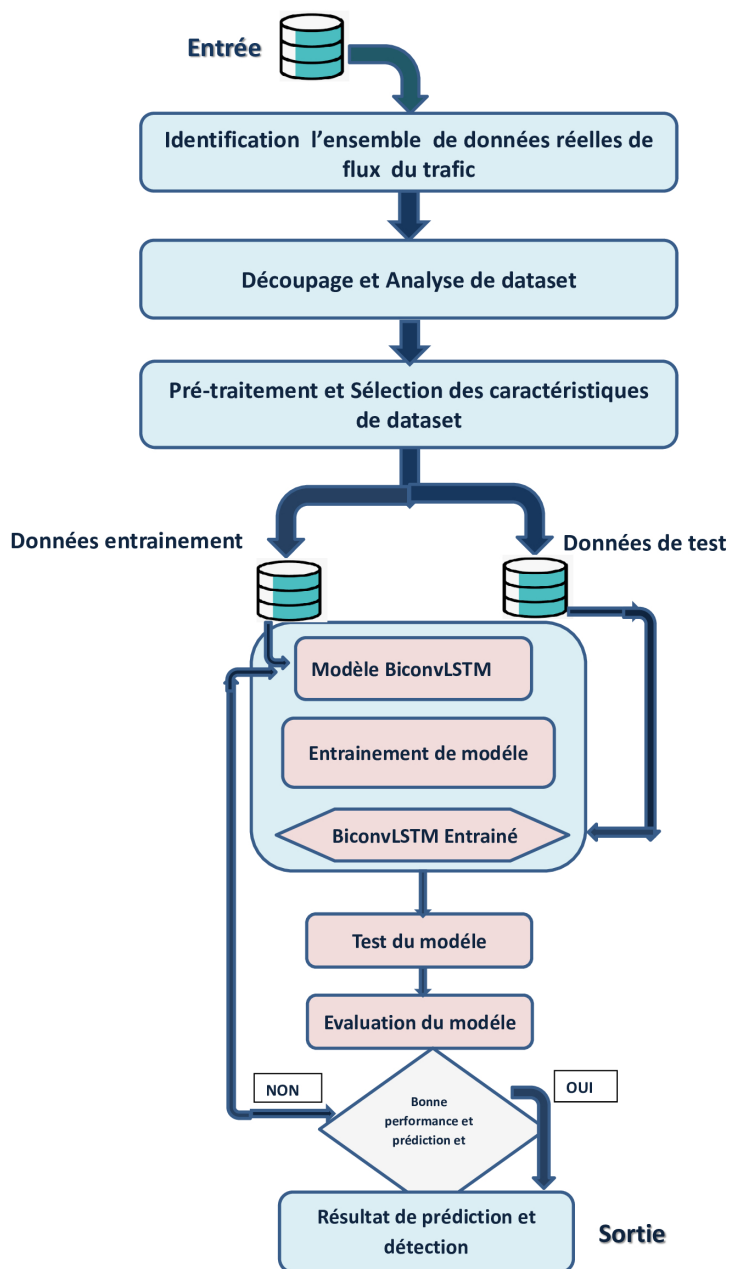 Entrée
Identification l'ensemble de données réelles de
flux du trafic
Découpage et Analyse de dataset
Pré-traitement et Sélection des caractéristiques
de dataset
Données entrainement
Données de test
Modèle BiconvLSTM
Entrainement de modéle
BiconvLSTM Entrainé
Test du modéle
Evaluation du modéle
NON
OUI
Bonne
performance et
prédiction et
Résultat de prédiction et
détection
Sortie